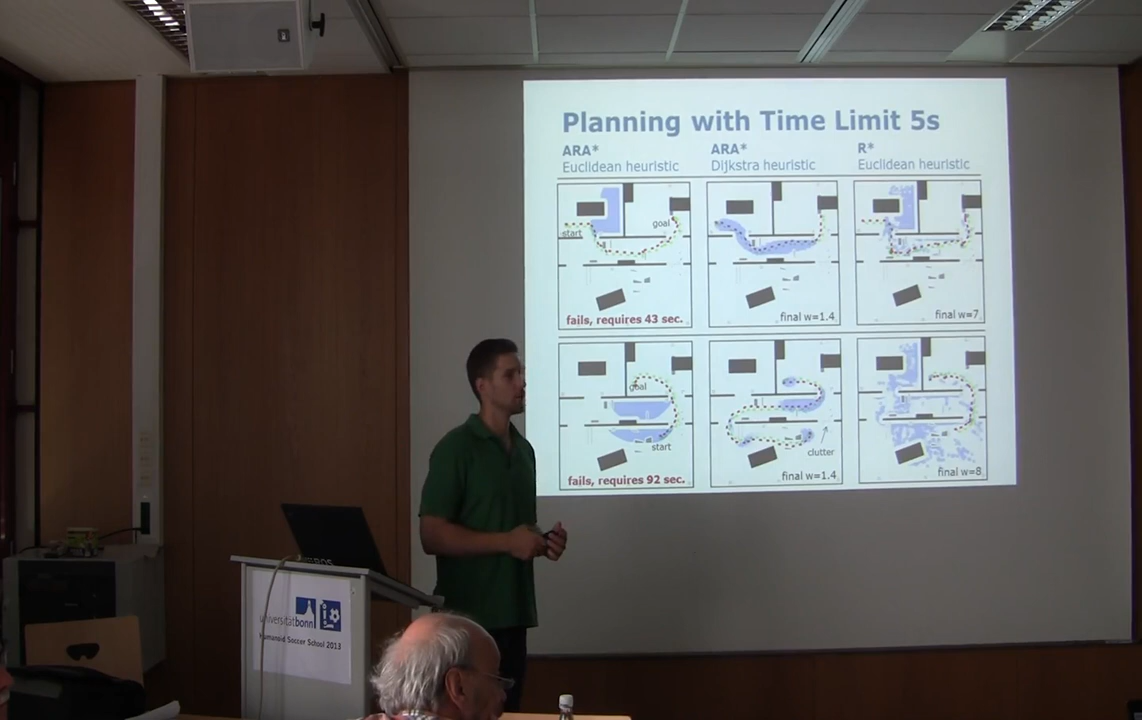 Planning with Time Limit 5s
ARA*
Euclidean heuristic
ARA*
Dijkstra heuristic
R*
Euclidean heuristic
start
goal
fails, requires 43 sec.
final w=1.4
final w=7
goal
start
fails, requires 92 sec.
clutter
final w=1.4
final w=8
universitätbonn
Humanoid Soccer School 2013